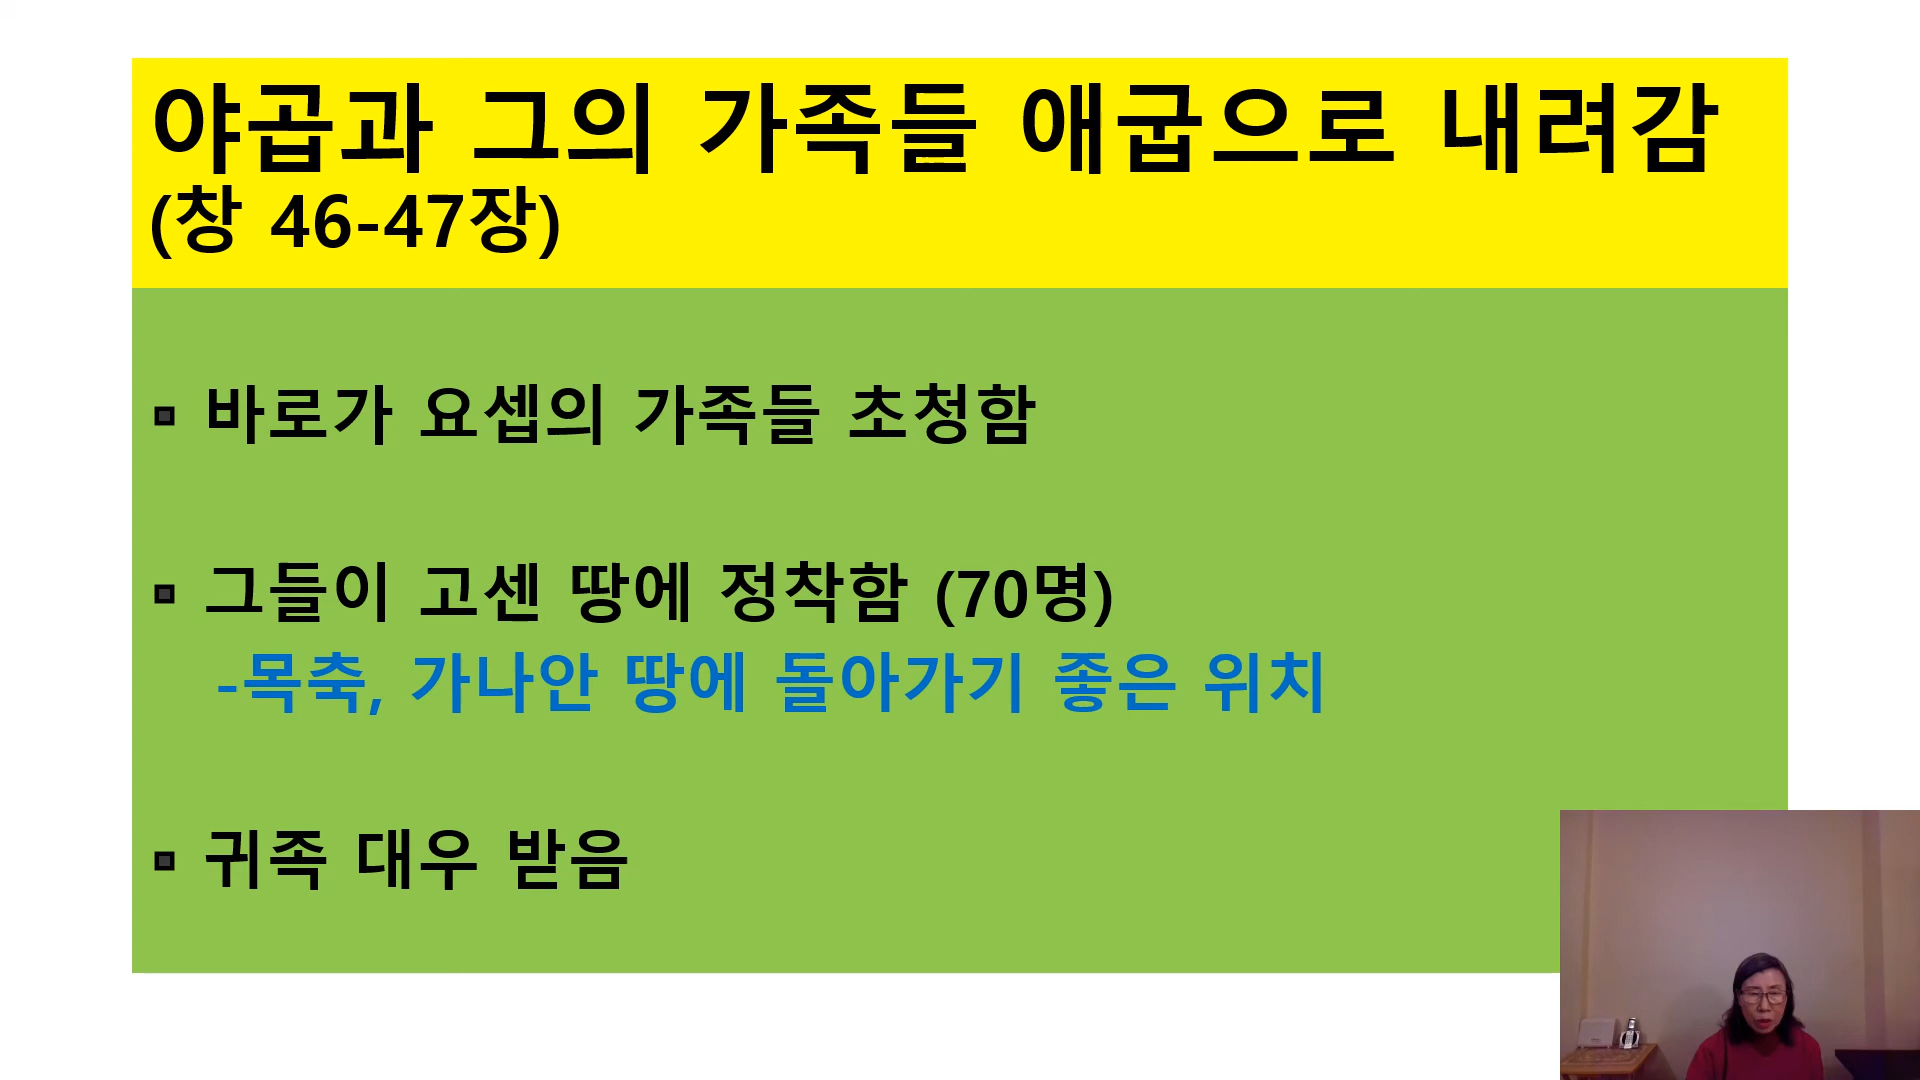 야곱과 그의 가족들 애굽으로 내려감
(창 46-47장)
▪ 바로가 요셉의 가족들 초청함
▪ 그들이 고센 땅에 정착함 (70명)
-목축, 가나안 땅에 돌아가기 좋은 위치
▪ 귀족 대우 받음